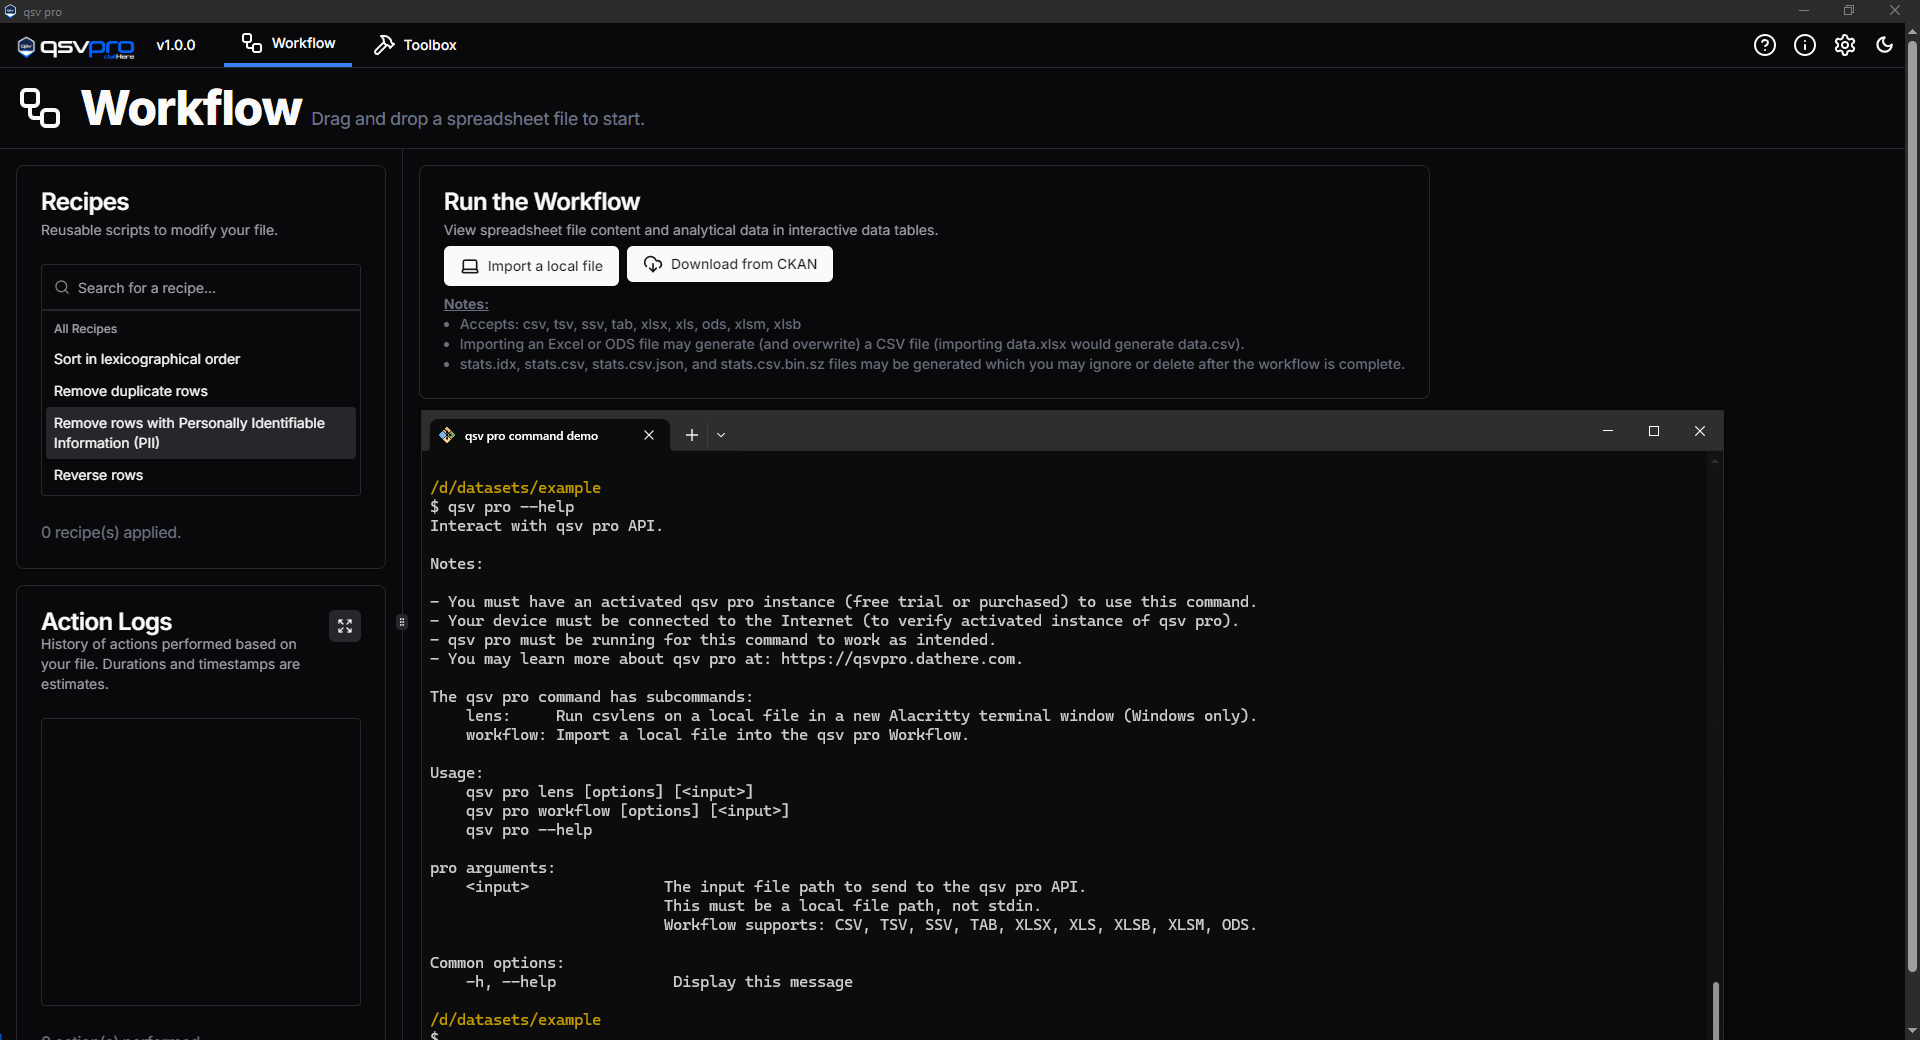 qsv pro
qsvpro
datHere
v1.0.0
Workflow
Toolbox
Workflow
Drag and drop a spreadsheet file to start.
Recipes
Reusable scripts to modify your file.
Search for a recipe...
All Recipes
Sort in lexicographical order
Remove duplicate rows
Remove rows with Personally Identifiable
Information (PII)
Reverse rows
0 recipe(s) applied.
Action Logs
History of actions performed based on
your file. Durations and timestamps are
estimates.
Run the Workflow
View spreadsheet file content and analytical data in interactive data tables.
Import a local file
Download from CKAN
Notes:
• Accepts: csv, tsv, ssv, tab, xlsx, xls, ods, xlsm, xlsb
• Importing an Excel or ODS file may generate (and overwrite) a CSV file (importing data.xlsx would generate data.csv).
• stats.idx, stats.csv, stats.csv.json, and stats.csv.bin.sz files may be generated which you may ignore or delete after the workflow is complete.
qsv pro command demo
/d/datasets/example
$ qsv pro --help
Interact with qsv pro API.
Notes:
- You must have an activated qsv pro instance (free trial or purchased) to use this command.
- Your device must be connected to the Internet (to verify activated instance of qsv pro).
- qsv pro must be running for this command to work as intended.
- You may learn more about qsv pro at: https://qsvpro.dathere.com.
The qsv pro command has subcommands:
lens: Run csvlens on a local file in a new Alacritty terminal window (Windows only).
workflow: Import a local file into the qsv pro Workflow.
Usage:
qsv pro lens [options] [<input>]
qsv pro workflow [options] [<input>]
qsv pro --help
pro arguments:
<input> The input file path to send to the qsv pro API.
This must be a local file path, not stdin.
Workflow supports: CSV, TSV, SSV, TAB, XLSX, XLS, XLSB, XLSM, ODS.
Common options:
-h, --help Display this message
/d/datasets/example
$